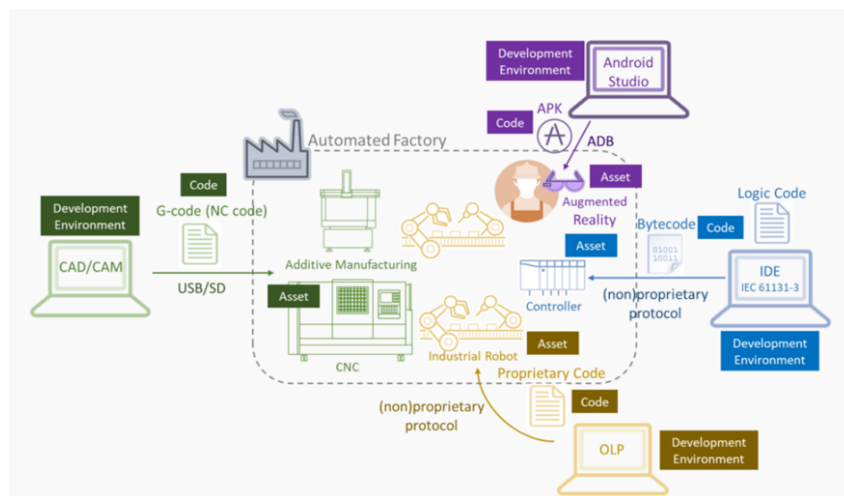 Development
Environment
Android
Studio
APK
Code
ADB
Automated Factory
Asset
Augmented
Reality
Code
G-code (NC code)
Development
Environment
CAD/CAM
USB/SD
Additive Manufacturing
Asset
CNC
Logic Code
Bytecode
Code
01001
10011
Asset
Controller
(non)proprietary
protocol
IDE
IEC 61131-3
Development
Environment
Industrial Robot
Asset
Proprietary Code
Code
(non)proprietary
protocol
OLP
Development
Environment